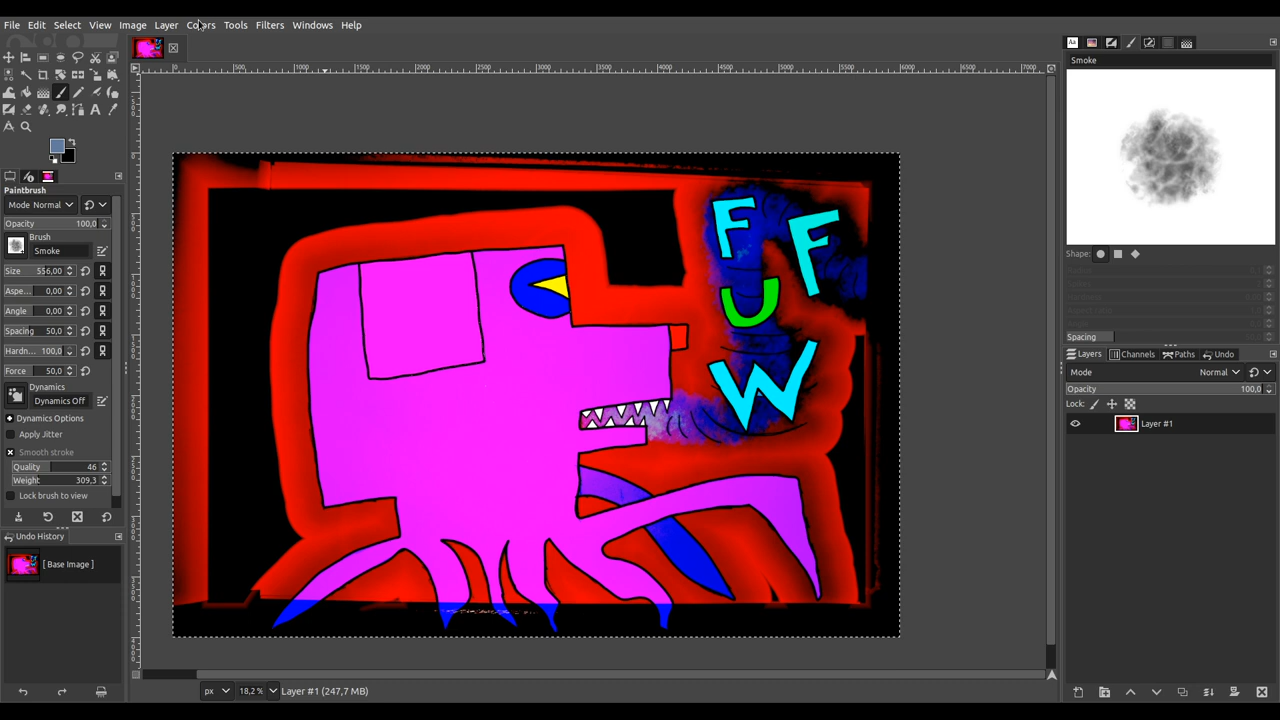 File Edit Select View Image Layer Colors Tools Filters Windows Help
Smoke
Paintbrush
Mode Normal
Opacity 100,0
Brush
Smoke
Size 556,00
Aspe... 0,00
Angle 0,00
Spacing 50,0
Hardn... 100,0
Force 50,0
Dynamics
Dynamics Off
Dynamics Options
Apply Jitter
Smooth stroke
Quality 46
Weight 309,3
Lock brush to view
Undo History
[ Base Image ]
F F
U
W
px 18,2 % Layer #1 (247,7 MB)
Shape:
Spacing
Layers Channels Paths Undo
Mode Normal
Opacity 100,0
Lock:
Layer #1